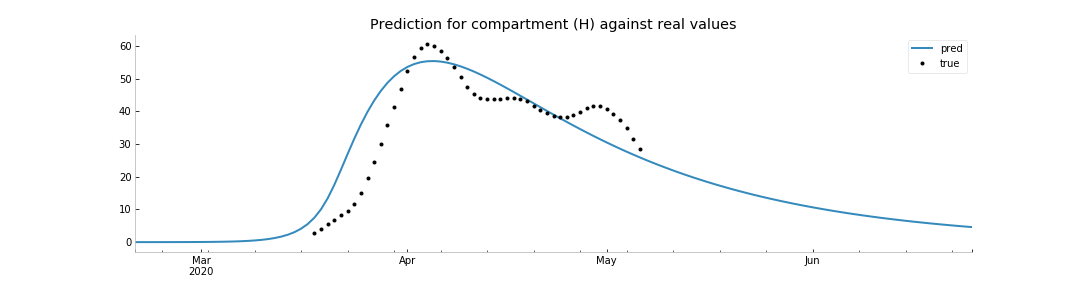 Prediction for compartment (H) against real values
60
50
40
30
20
10
0
pred
true
Mar
2020
Apr
May
Jun